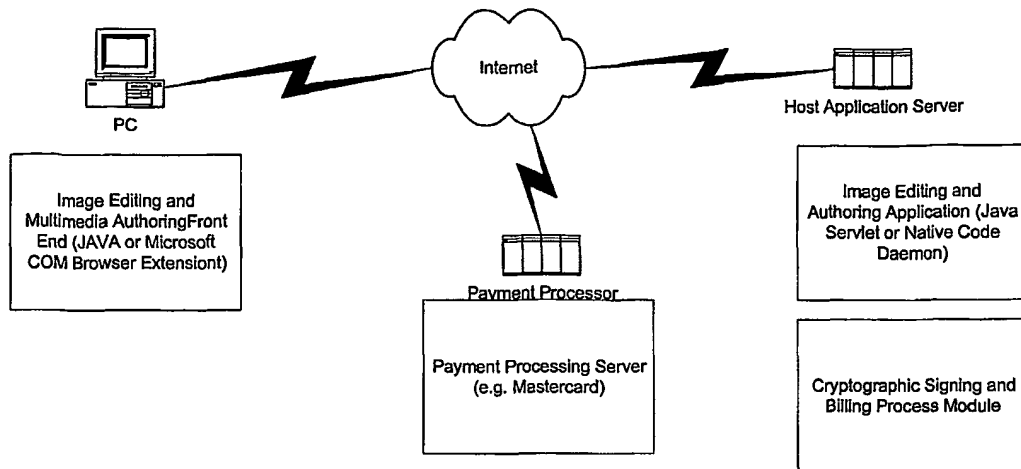 Internet
PC
Host Application Server
Image Editing and
Multimedia AuthoringFront
End (JAVA or Microsoft
COM Browser Extensiont)
Payment Processor
Payment Processing Server
(e.g. Mastercard)
Image Editing and
Authoring Application (Java
Servlet or Native Code
Daemon)
Cryptographic Signing and
Billing Process Module